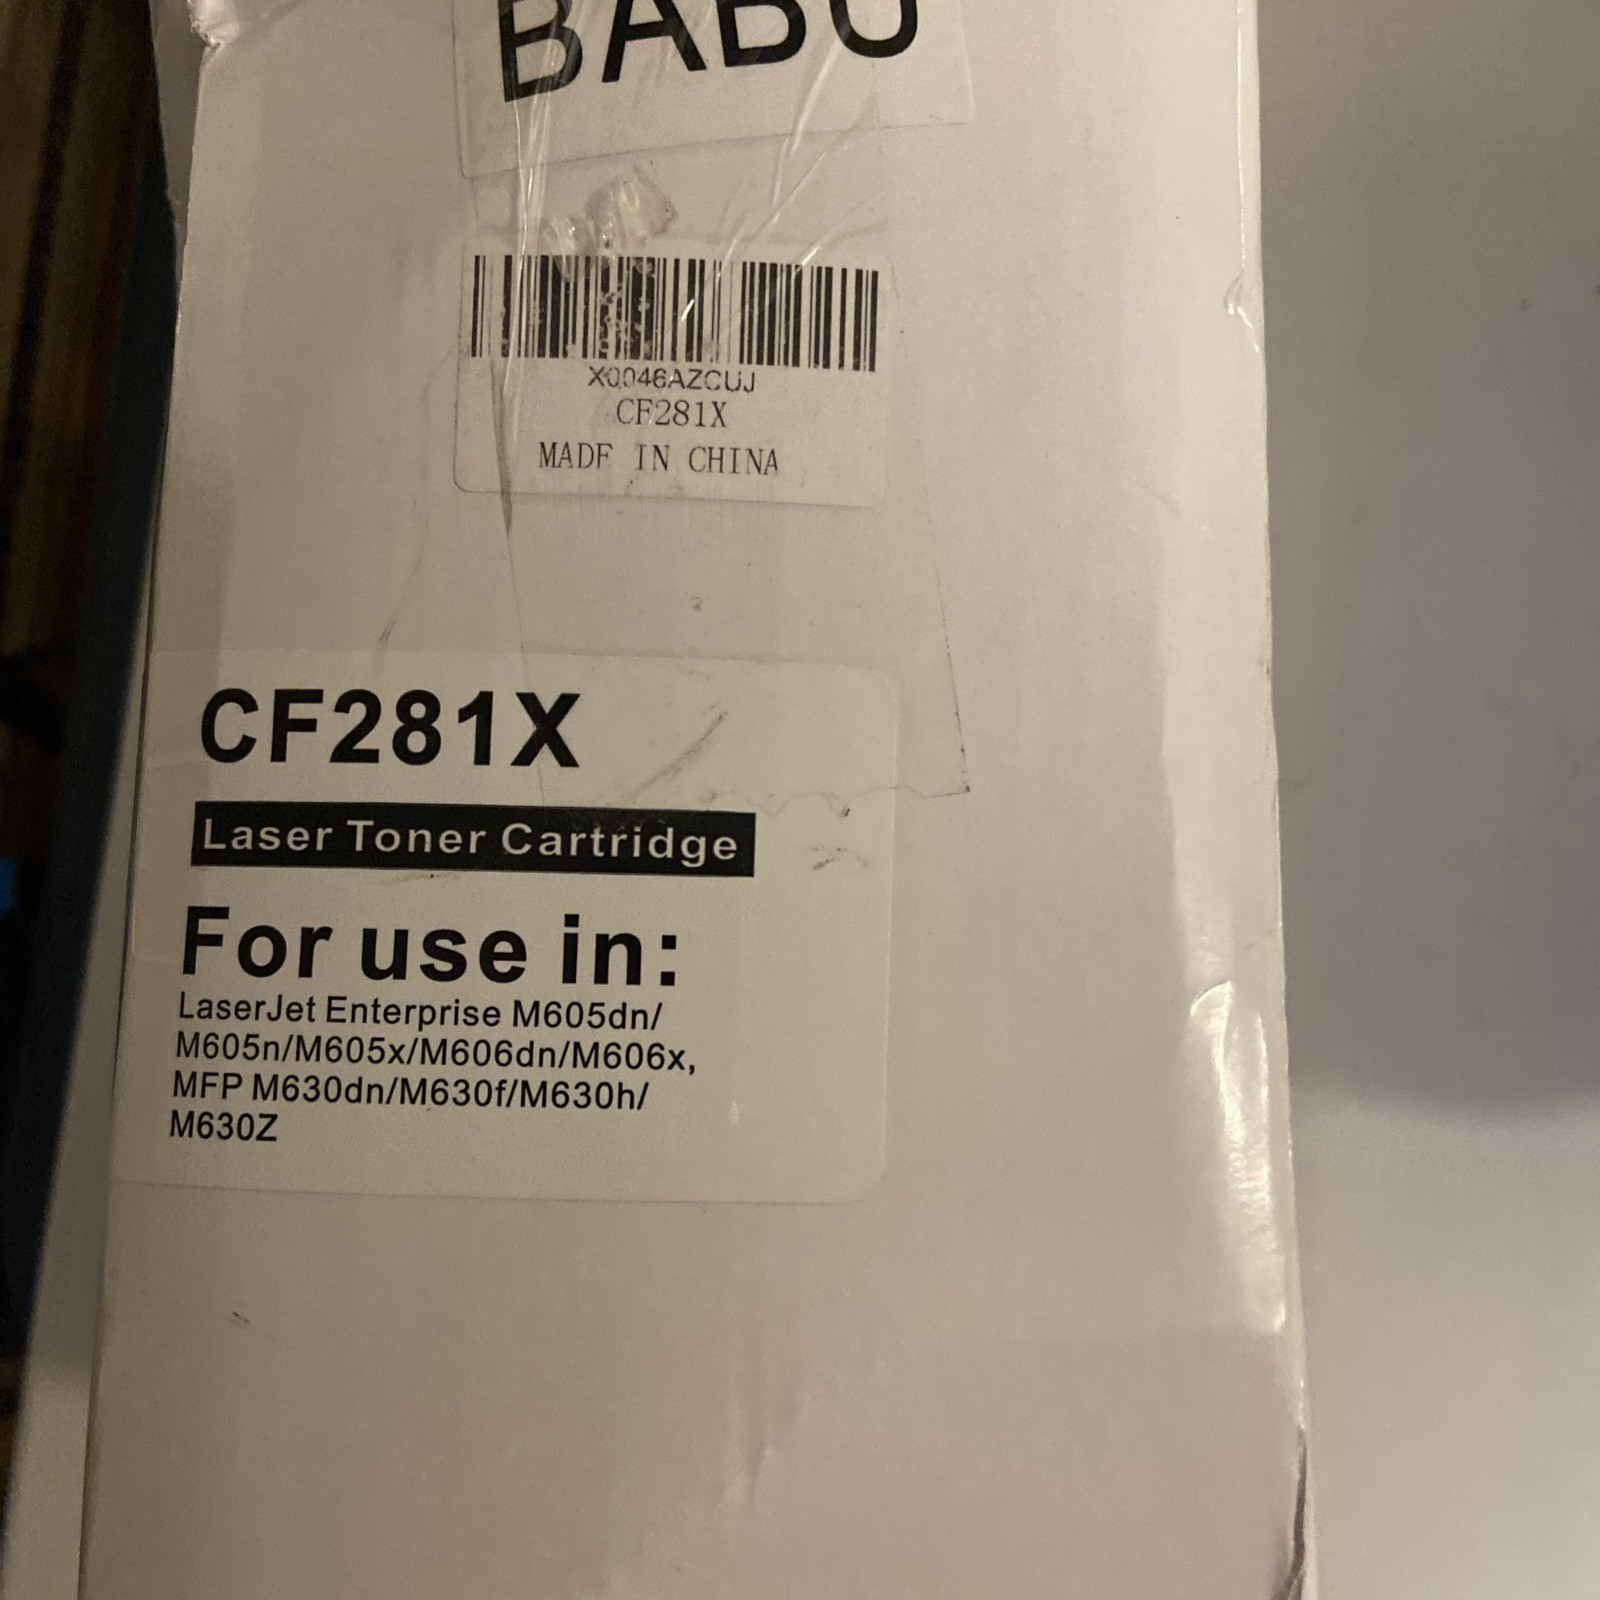 BABU
X0046AZCUJ
CF281X
MADE IN CHINA
CF281X
Laser Toner Cartridge
For use in:
LaserJet Enterprise M605dn/
M605n/M605x/M606dn/M606x,
MFP M630dn/M630f/M630h/
M630Z